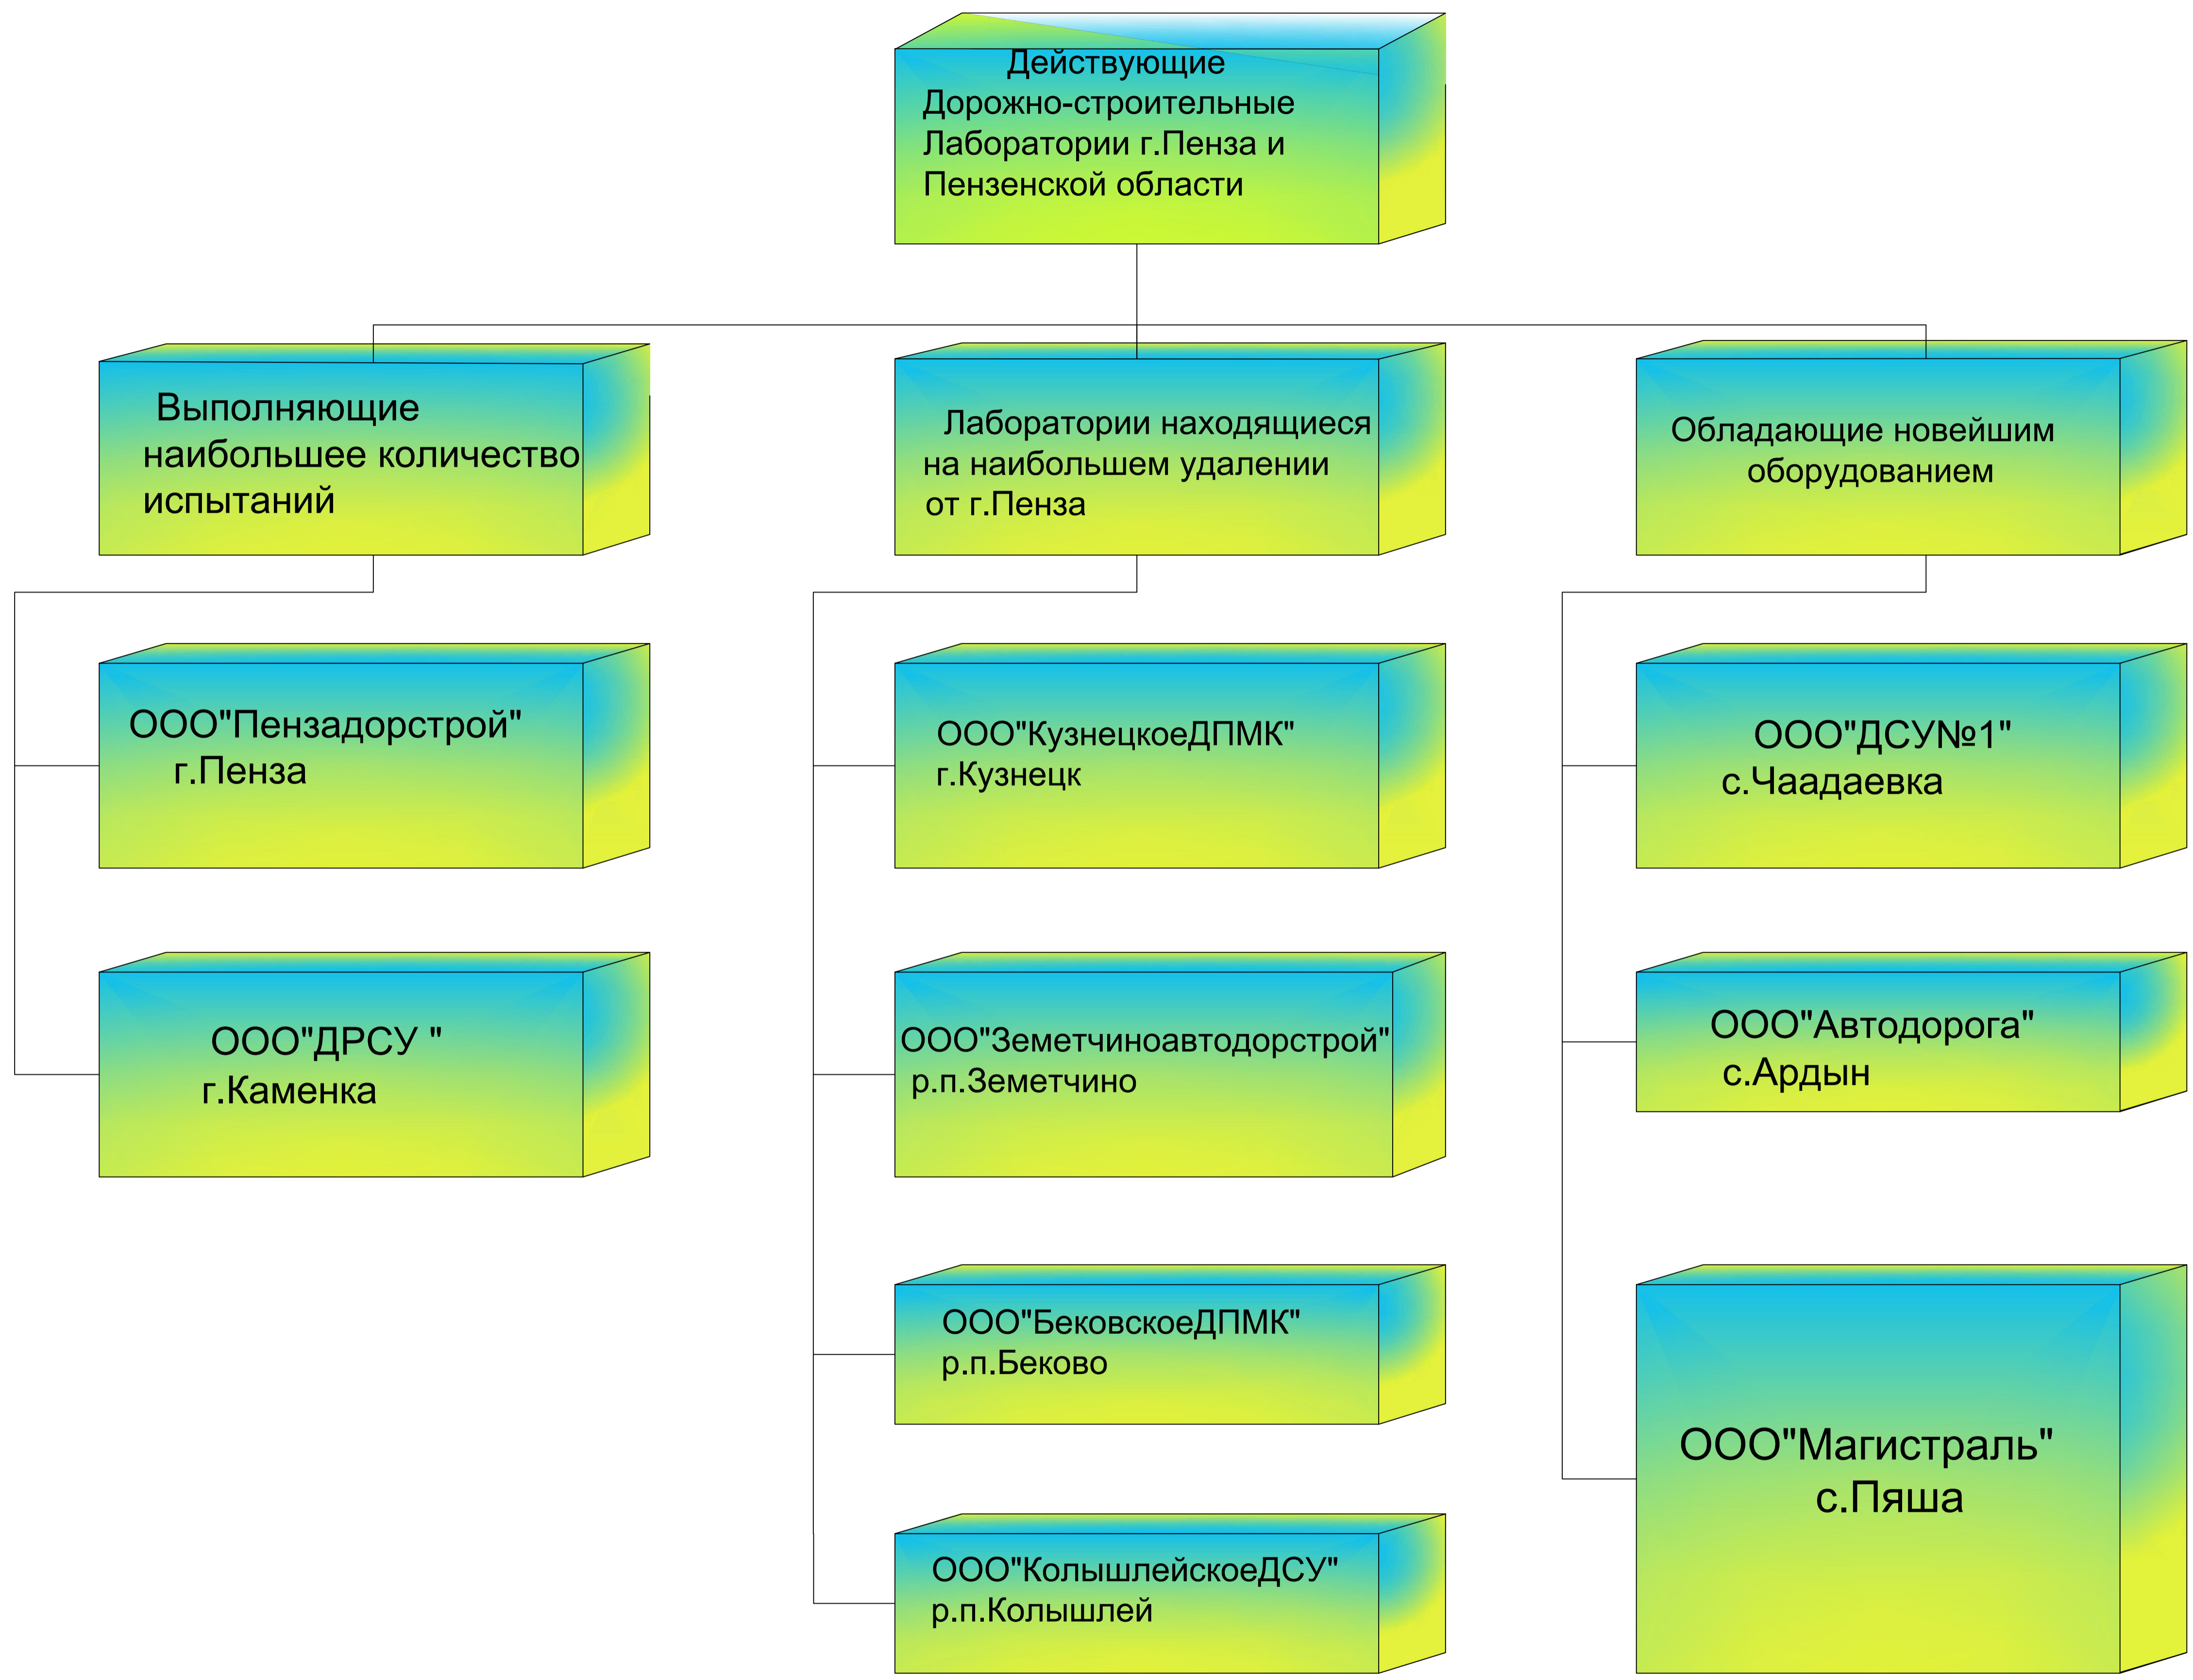 Действующие
Дорожно-строительные
Лаборатории г.Пенза и
Пензенской области
Выполняющие
наибольшее количество
испытаний
Лаборатории находящиеся
на наибольшем удалении
от г.Пенза
Обладающие новейшим
оборудованием
ООО"Пензадорстрой"
г.Пенза
ООО"ДРСУ "
г.Каменка
ООО"КузнецкоеДПМК"
г.Кузнецк
ООО"Земетчиноавтодорстрой"
р.п.Земетчино
ООО"БековскоеДПМК"
р.п.Беково
ООО"КолышлейскоеДСУ"
р.п.Колышлей
ООО"ДСУ№1"
с.Чаадаевка
ООО"Автодорога"
с.Ардын
ООО"Магистраль"
с.Пяша